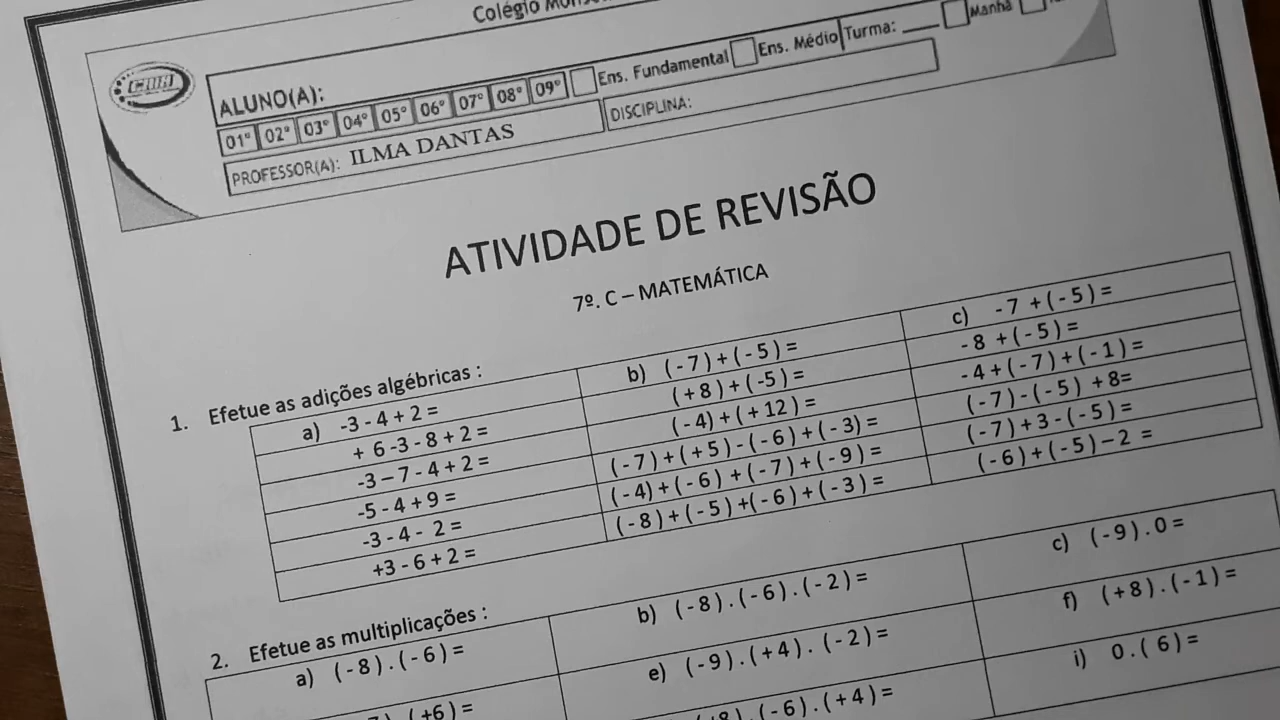 Colégio
ALUNO(A):
01º 02º 03º 04º 05º 06º 07º 08º 09º Ens. Fundamental Ens. Médio Turma: ____ Manhã
PROFESSOR(A): ILMA DANTAS DISCIPLINA:
ATIVIDADE DE REVISÃO
7º. C – MATEMÁTICA
1. Efetue as adições algébricas :
a) -3 - 4 + 2 =
+ 6 -3 - 8 + 2 =
-3 – 7 - 4 + 2 =
-5 - 4 + 9 =
-3 - 4 - 2 =
+3 - 6 + 2 =
b) ( - 7 ) + ( - 5 ) =
( + 8 ) + ( -5 ) =
( - 4 ) + ( + 12 ) =
( - 7 ) + ( + 5 ) - ( - 6 ) + ( - 3 ) =
( - 4) + ( - 6 ) + ( - 7 ) + ( - 9 ) =
( - 8 ) + ( - 5 ) +( - 6 ) + ( - 3 ) =
c) - 7 + ( - 5 ) =
- 8 + ( - 5 ) =
- 4 + ( - 7 ) + ( - 1 ) =
( - 7 ) - ( - 5 ) + 8=
( - 7 ) + 3 - ( - 5 ) =
( - 6 ) + ( - 5 ) – 2 =
2. Efetue as multiplicações :
a) ( - 8 ) . ( - 6 ) =
b) ( - 8 ) . ( - 6 ) . ( - 2 ) =
c) ( - 9 ) . 0 =
( +6 ) =
e) ( - 9 ) . ( +4 ) . ( - 2 ) =
f) ( + 8 ) . ( - 1 ) =
. ( - 6 ) . ( + 4 ) =
i) 0 . ( 6 ) =